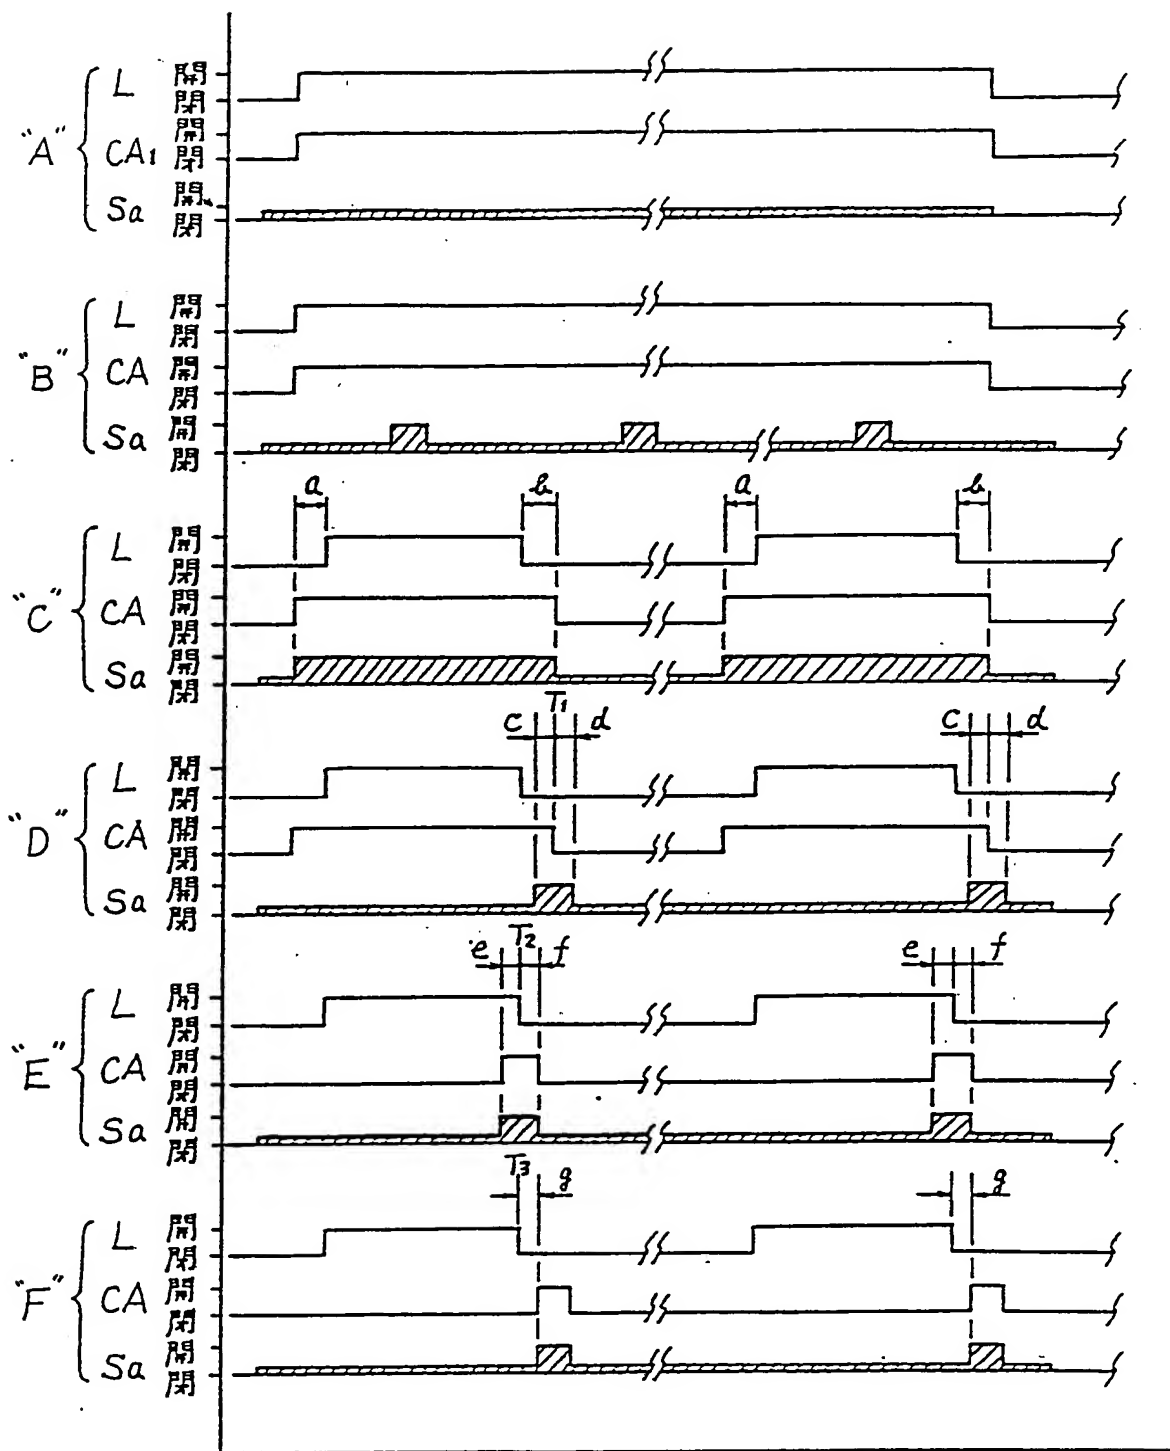 "A"
L 開 閉
CA1 開 閉
Sa 開 閉
"B"
L 開 閉
CA 開 閉
Sa 開 閉
a b a b
"C"
L 開 閉
CA 開 閉
Sa 開 閉
c T1 d c d
"D"
L 開 閉
CA 開 閉
Sa 開 閉
e T2 f e f
"E"
L 開 閉
CA 開 閉
Sa 開 閉
T3 g g
"F"
L 開 閉
CA 開 閉
Sa 開 閉